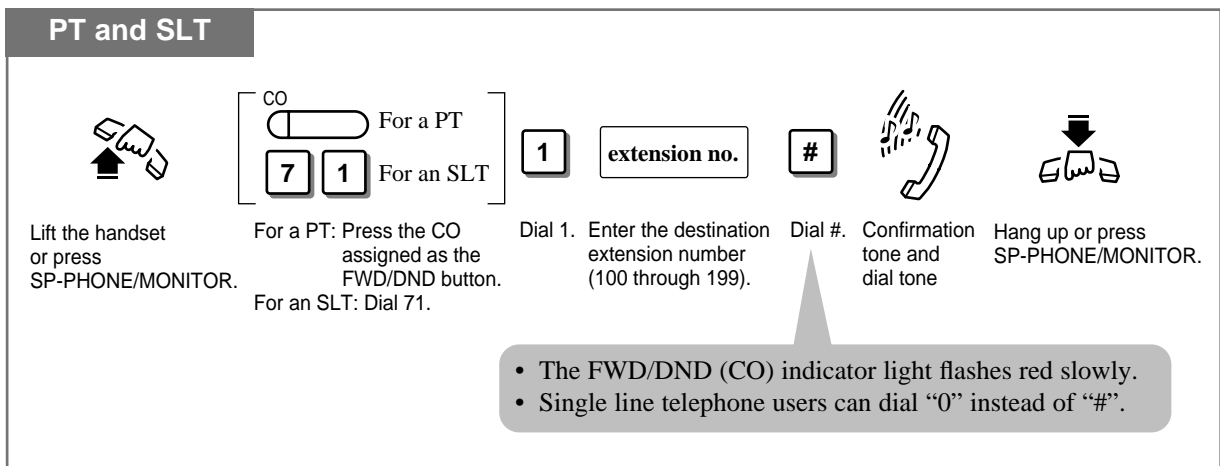 PT and SLT
CO
For a PT
7 1 For an SLT
1
extension no.
#
Lift the handset
or press
SP-PHONE/MONITOR.
For a PT: Press the CO
assigned as the
FWD/DND button.
For an SLT: Dial 71.
Dial 1.
Enter the destination
extension number
(100 through 199).
Dial #.
Confirmation
tone and
dial tone
Hang up or press
SP-PHONE/MONITOR.
• The FWD/DND (CO) indicator light flashes red slowly.
• Single line telephone users can dial “0” instead of “#”.